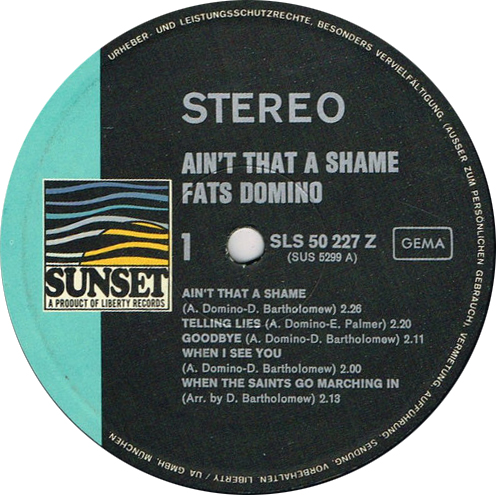 URHEBER- UND LEISTUNGSSCHUTZRECHTE, BESONDERS VERVIELFÄLTIGUNG, (AUSSER ZUM PERSÖNLICHEN GEBRAUCH), VERMIETUNG, AUFFÜHRUNG, SENDUNG, VORBEHALTEN. LIBERTY / UA GMBH, MÜNCHEN
STEREO
AIN'T THAT A SHAME
FATS DOMINO
1
SLS 50 227 Z
GEMA
(SUS 5299 A)
SUNSET
A PRODUCT OF LIBERTY RECORDS
AIN'T THAT A SHAME
(A. Domino-D. Bartholomew) 2.26
TELLING LIES (A. Domino-E. Palmer) 2.20
GOODBYE (A. Domino-D. Bartholomew) 2.11
WHEN I SEE YOU
(A. Domino-D. Bartholomew) 2.00
WHEN THE SAINTS GO MARCHING IN
(Arr. by D. Bartholomew) 2.13